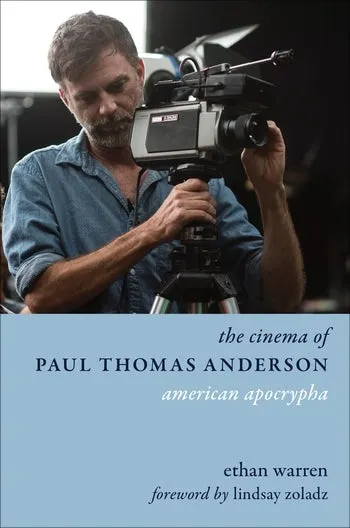 the cinema of
PAUL THOMAS ANDERSON
american apocrypha
ethan warren
foreword by lindsay zoladz